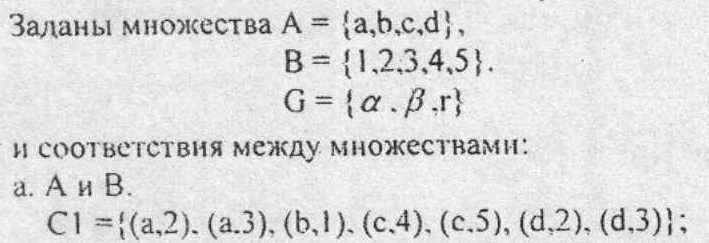 Заданы множества A = {a,b,c,d},
B = {1,2,3,4,5}.
G = {α, β, r}
и соответствия между множествами:
а. А и В.
C1 ={(a,2), (a,3), (b,1), (c,4), (c,5), (d,2), (d,3)};